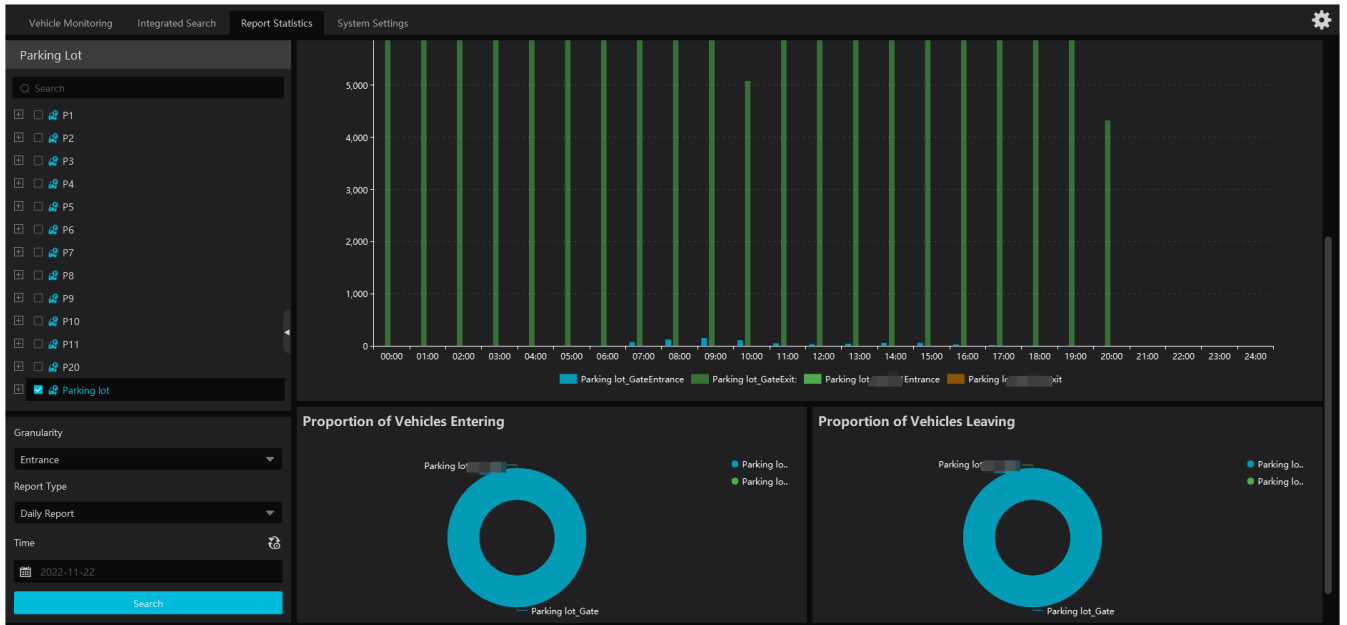 Vehicle Monitoring Integrated Search Report Statistics System Settings
Parking Lot
Search
P1
P2
P3
P4
P5
P6
P7
P8
P9
P10
P11
P20
Parking lot
Granularity
Entrance
Report Type
Daily Report
Time
2022-11-22
Search
5,000
4,000
3,000
2,000
1,000
0
00:00 01:00 02:00 03:00 04:00 05:00 06:00 07:00 08:00 09:00 10:00 11:00 12:00 13:00 14:00 15:00 16:00 17:00 18:00 19:00 20:00 21:00 22:00 23:00 24:00
Parking lot_GateEntrance Parking lot_GateExit: Parking lot Entrance Parking
Proportion of Vehicles Entering
Parking
Parking lo..
Parking lo..
Parking lot_Gate
Proportion of Vehicles Leaving
Parking
Parking lo..
Parking lo..
Parking lot_Gate